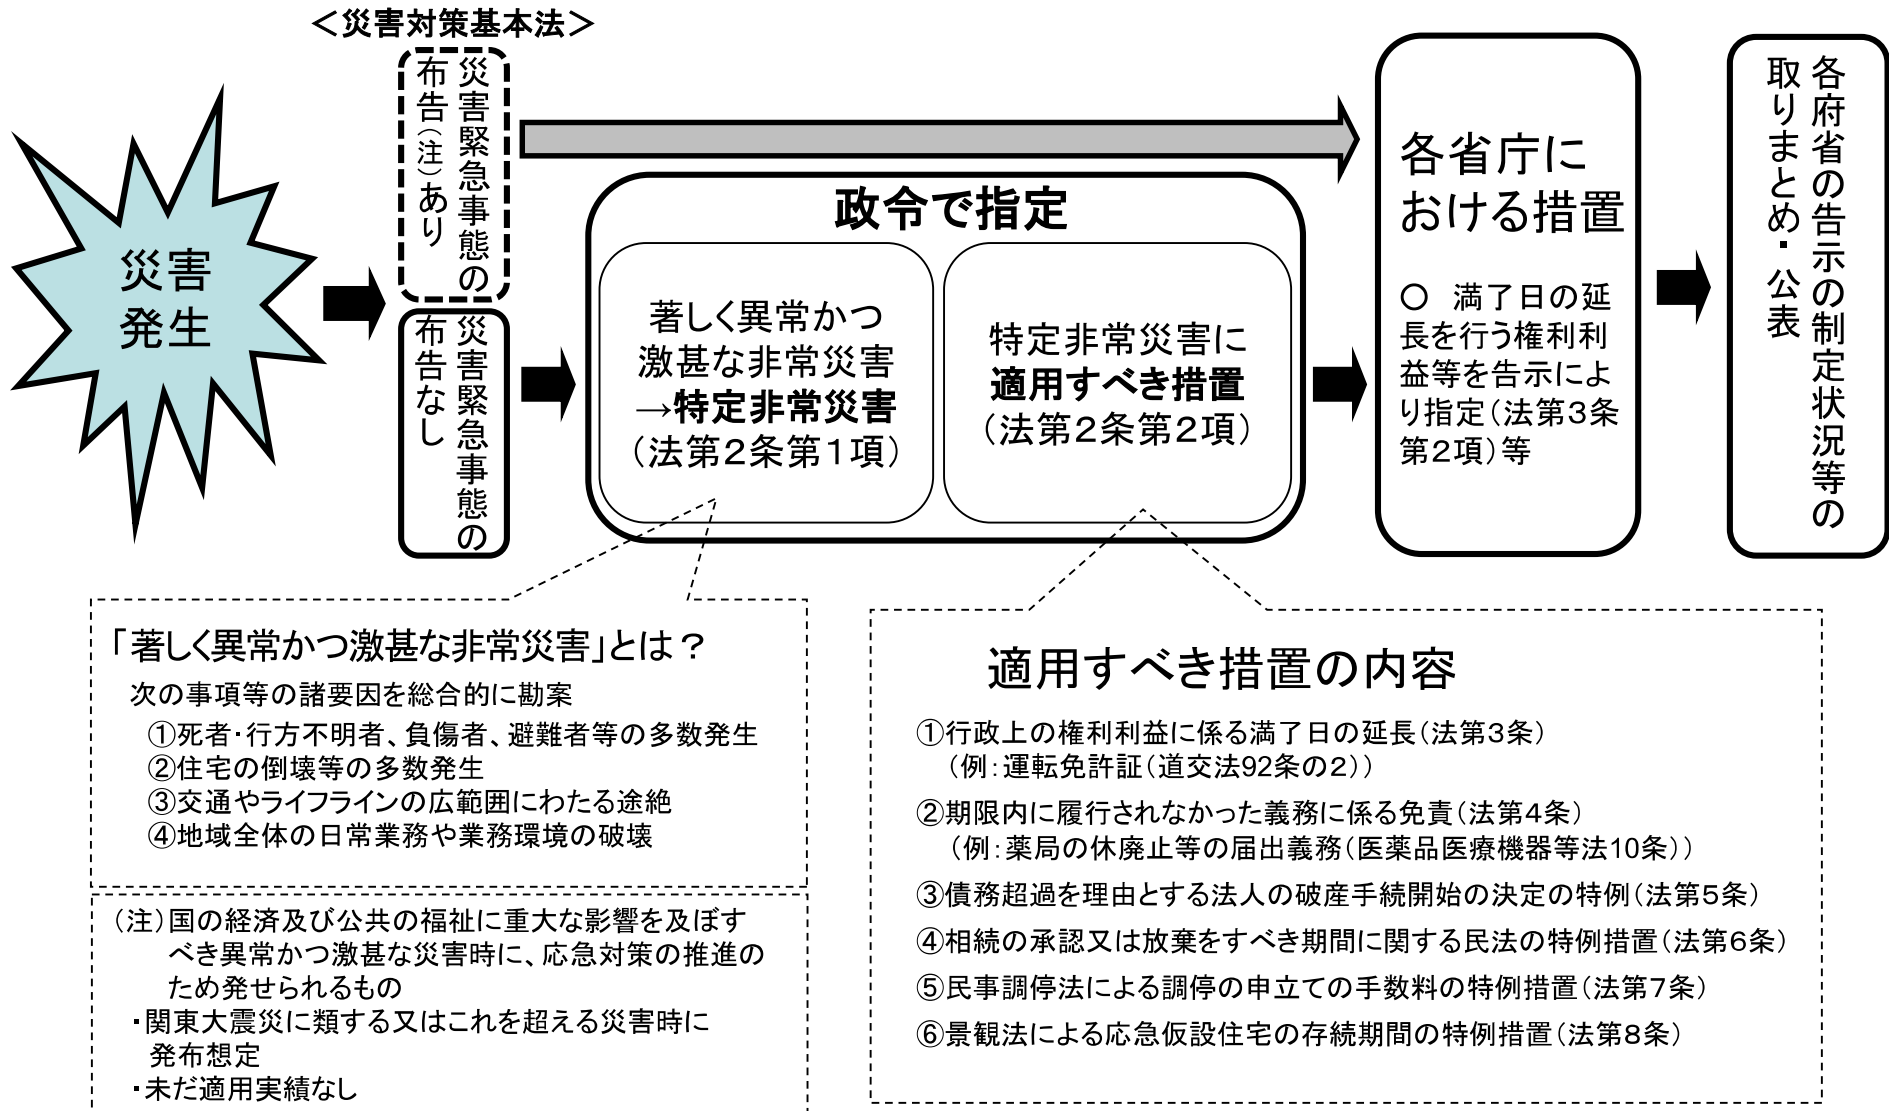 ＜災害対策基本法＞
災害
発生
災害緊急事態の
布告（注）あり
災害緊急事態の
布告なし
政令で指定
著しく異常かつ
激甚な非常災害
→特定非常災害
（法第２条第１項）
特定非常災害に
適用すべき措置
（法第２条第２項）
各省庁に
おける措置
○　満了日の延
長を行う権利利
益等を告示によ
り指定（法第３条
第２項）等
各府省の告示の制定状況等の
取りまとめ・公表
「著しく異常かつ激甚な非常災害」とは？
次の事項等の諸要因を総合的に勘案
①死者・行方不明者、負傷者、避難者等の多数発生
②住宅の倒壊等の多数発生
③交通やライフラインの広範囲にわたる途絶
④地域全体の日常業務や業務環境の破壊
（注）国の経済及び公共の福祉に重大な影響を及ぼす
べき異常かつ激甚な災害時に、応急対策の推進の
ため発せられるもの
・関東大震災に類する又はこれを超える災害時に
発布想定
・未だ適用実績なし
適用すべき措置の内容
①行政上の権利利益に係る満了日の延長（法第３条）
（例：運転免許証（道交法92条の２））
②期限内に履行されなかった義務に係る免責（法第４条）
（例：薬局の休廃止等の届出義務（医薬品医療機器等法10条））
③債務超過を理由とする法人の破産手続開始の決定の特例（法第５条）
④相続の承認又は放棄をすべき期間に関する民法の特例措置（法第６条）
⑤民事調停法による調停の申立ての手数料の特例措置（法第７条）
⑥景観法による応急仮設住宅の存続期間の特例措置（法第８条）